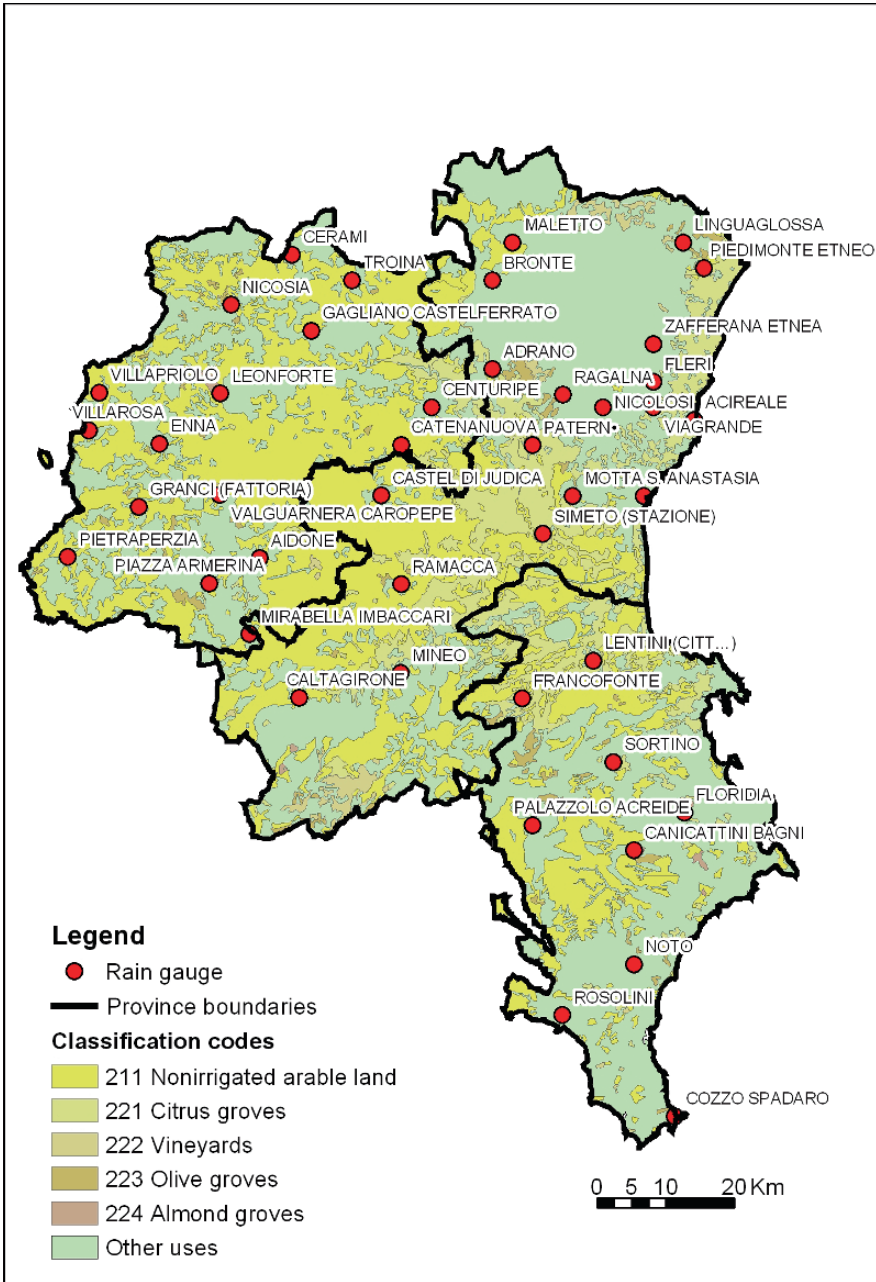 MALETTO
LINGUAGLOSSA
CERAMI
PIEDIMONTE ETNEO
TROINA
BRONTE
NICOSIA
GAGLIANO CASTELFERRATO
ZAFFERANA ETNEA
ADRANO
FLERI
RAGALNA
VILLAPRIOLO
LEONFORTE
CENTURIPE
NICOLOSI
ACIREALE
VILLAROSA
ENNA
CATENANUOVA
PATERN•
VIAGRANDE
CASTEL DI JUDICA
MOTTA S. ANASTASIA
GRANCI (FATTORIA)
VALGUARNERA CAROPEPE
SIMETO (STAZIONE)
PIETRAPERZIA
AIDONE
PIAZZA ARMERINA
RAMACCA
MIRABELLA IMBACCARI
LENTINI (CITT...)
MINEO
CALTAGIRONE
FRANCOFONTE
SORTINO
FLORIDIA
PALAZZOLO ACREIDE
CANICATTINI BAGNI
NOTO
ROSOLINI
COZZO SPADARO
Legend
Rain gauge
Province boundaries
Classification codes
211 Nonirrigated arable land
221 Citrus groves
222 Vineyards
223 Olive groves
224 Almond groves
Other uses
0 5 10 20 Km